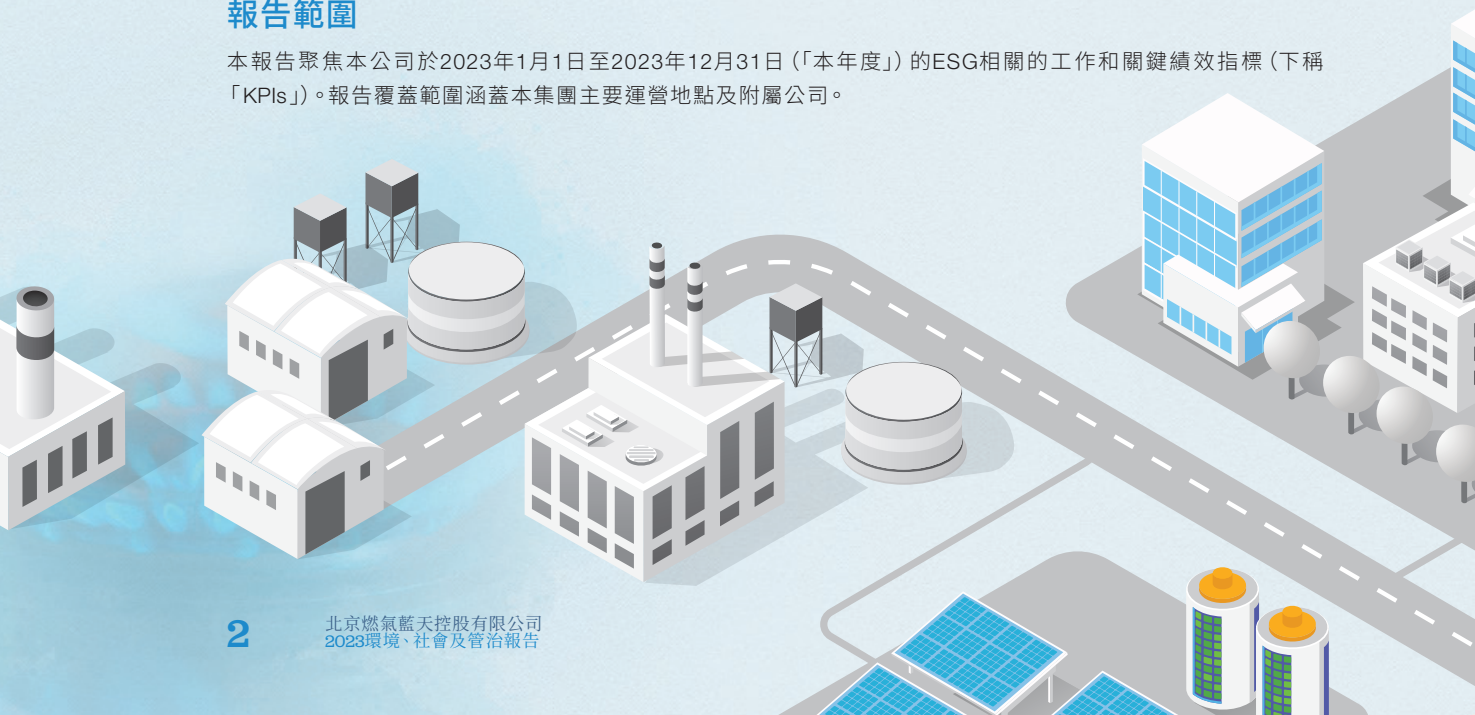 報告範圍
本報告聚焦本公司於2023年1月1日至2023年12月31日（「本年度」）的ESG相關的工作和關鍵績效指標（下稱
「KPIs」）。報告覆蓋範圍涵蓋本集團主要運營地點及附屬公司。
2
北京燃氣藍天控股有限公司
2023環境、社會及管治報告